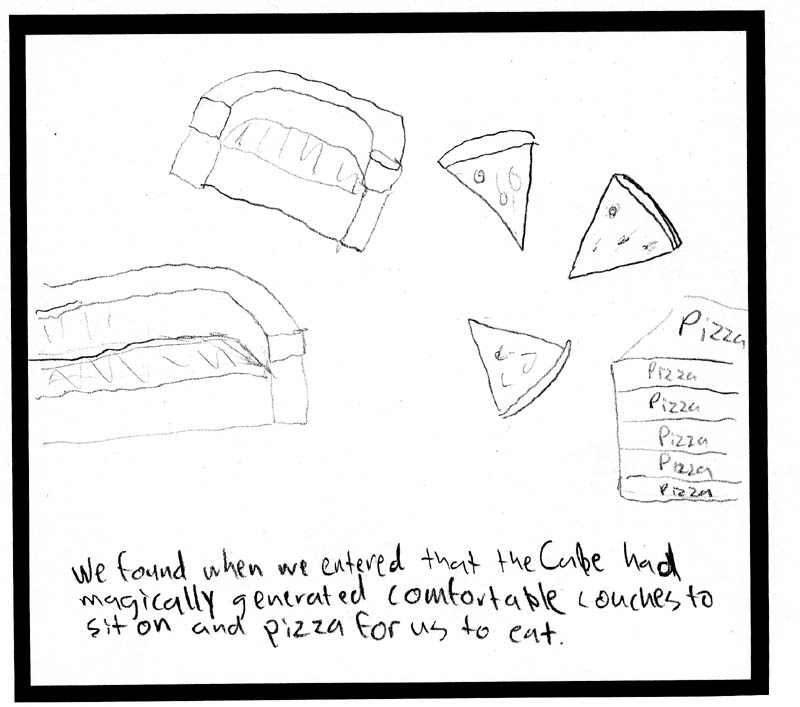 Pizza
Pizza
Pizza
Pizza
Pizza
Pizza
We found when we entered that the Cube had
magically generated comfortable couches to
sit on and pizza for us to eat.